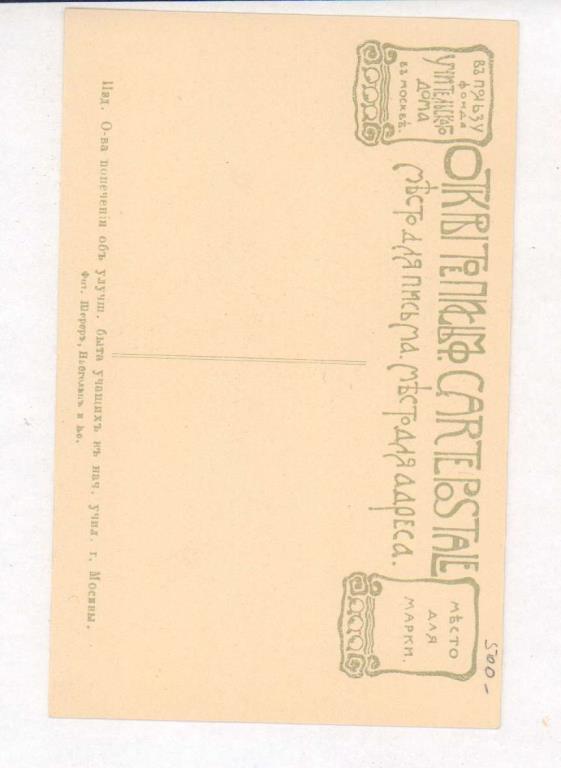 въ пользу
фонда
учительскаго
дома
въ москвѣ.
Открытое письмо. CARTE POSTALE
мѣсто для письма. мѣсто для адреса.
мѣсто
для
марки.
500-
Изд. О-ва попеченія объ улучш. быта учащихъ въ нач. учил. г. Москвы.
Фот. Шереръ, Набгольцъ и Ко.